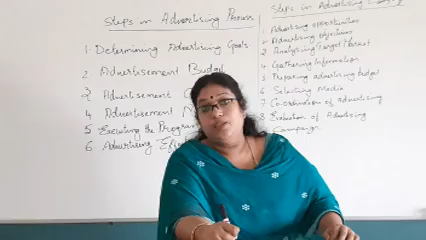 Steps in Advertising Process
1. Determining Advertising Goals
2 Advertisement Budget
3 Advertisement
4 Advertisement
5 Executing the Program
6 Advertising
Steps in Advertising
1 Advertising opportunities
2 Advertising objectives
3 Analysing Target Market
4 Gathering Information
5 Preparing advertising budget
6 Selecting Media
7 Co-ordination of advertising
8 Evaluation of Advertising
Campaign